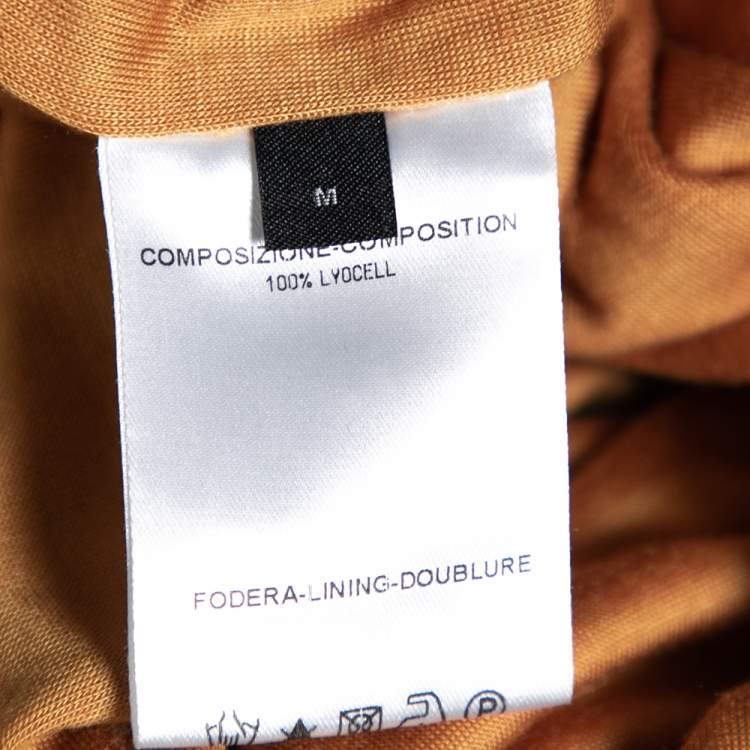 M
COMPOSIZIONE-COMPOSITION
100% LYOCELL
FODERA-LINING-DOUBLURE
P